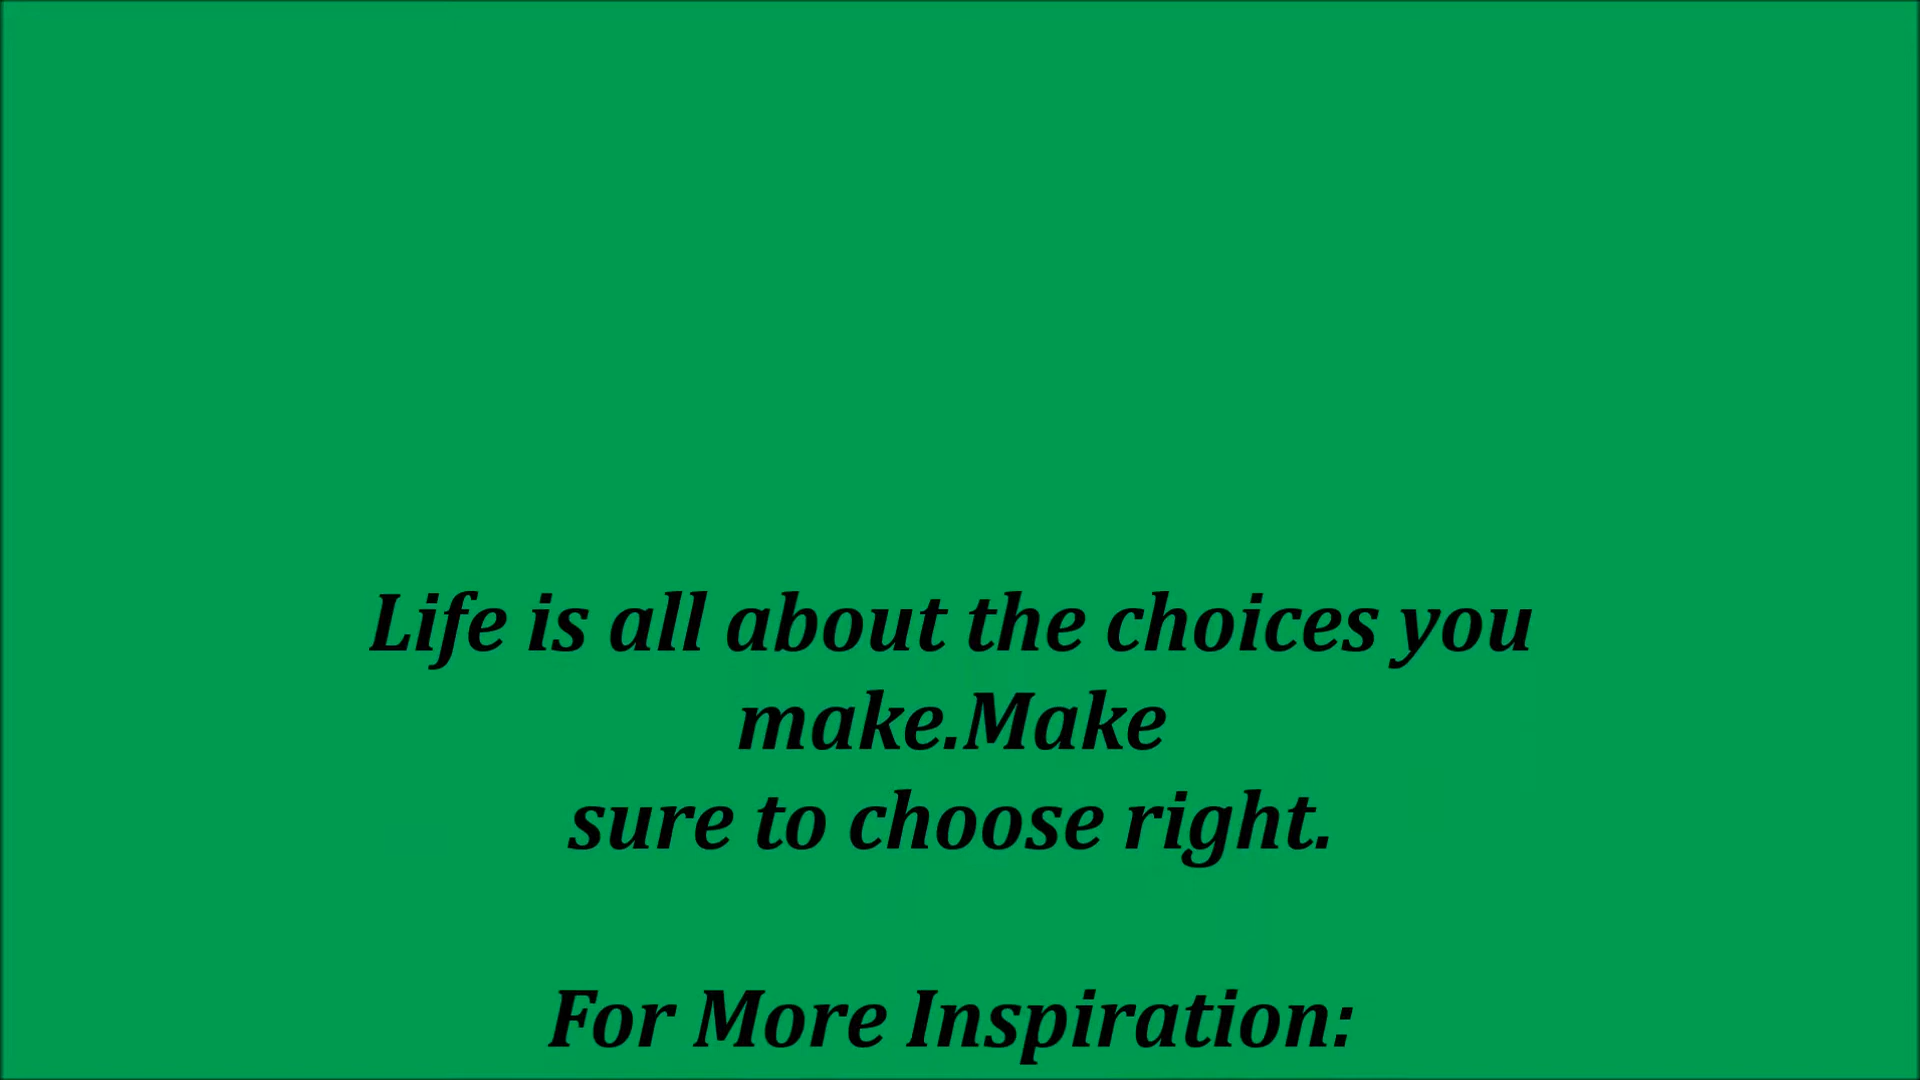 Life is all about the choices you
make.Make
sure to choose right.
For More Inspiration: